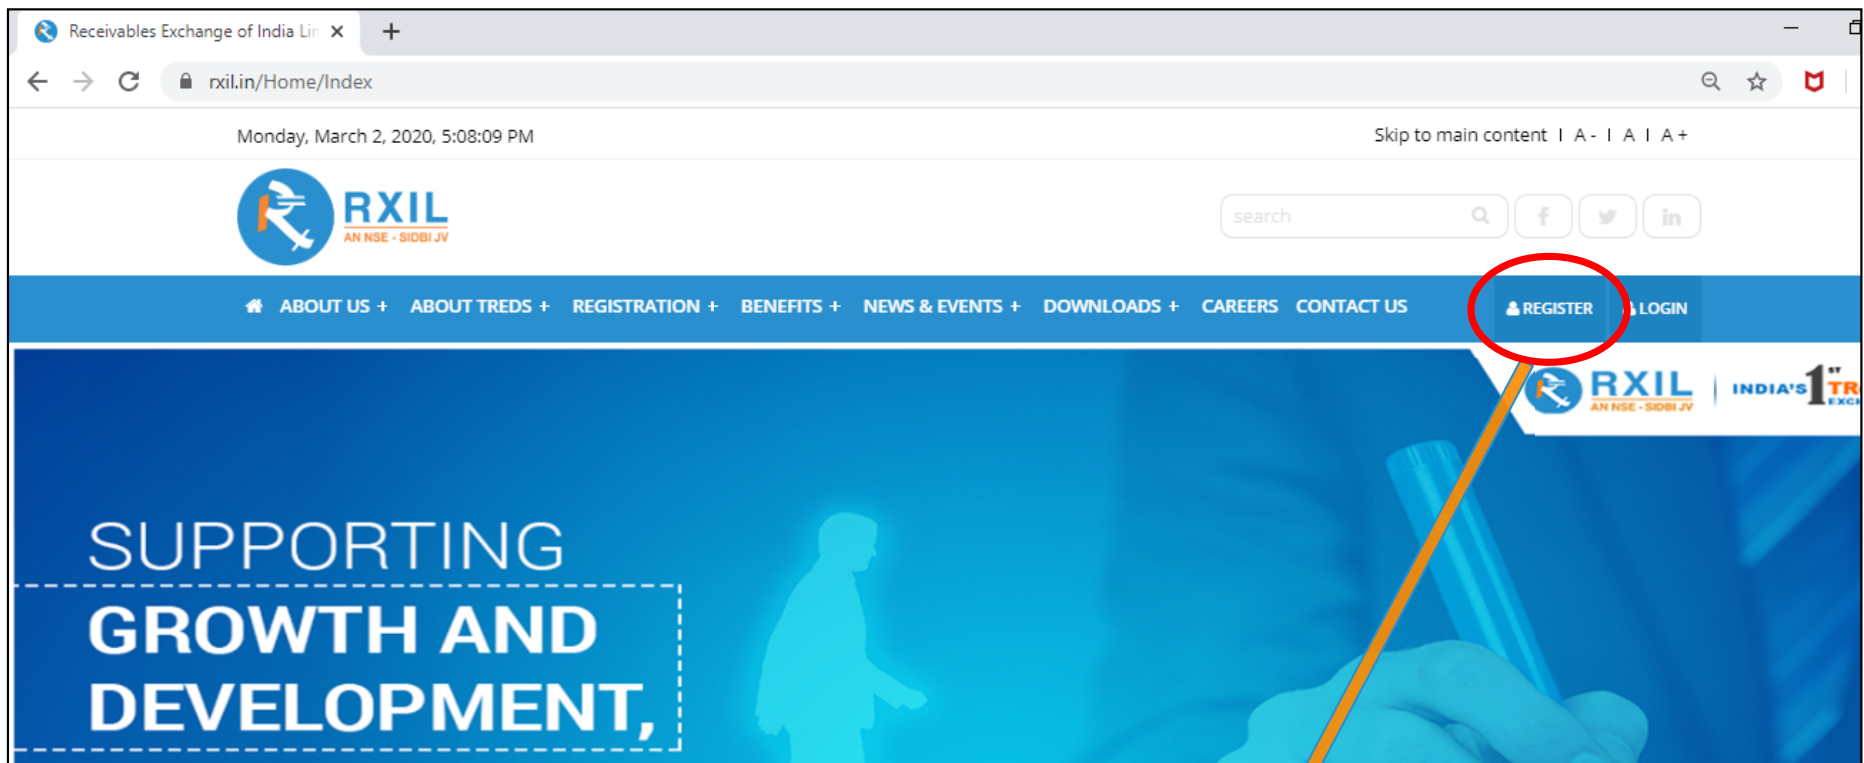 Receivables Exchange of India Li
rxil.in/Home/Index
Monday, March 2, 2020, 5:08:09 PM
Skip to main content I A - I A I A +
RXIL
AN NSE - SIDBI JV
search
ABOUT US + ABOUT TREDS + REGISTRATION + BENEFITS + NEWS & EVENTS + DOWNLOADS + CAREERS CONTACT US REGISTER LOGIN
RXIL
AN NSE - SIDBI JV
INDIA'S 1ST
SUPPORTING
GROWTH AND
DEVELOPMENT,